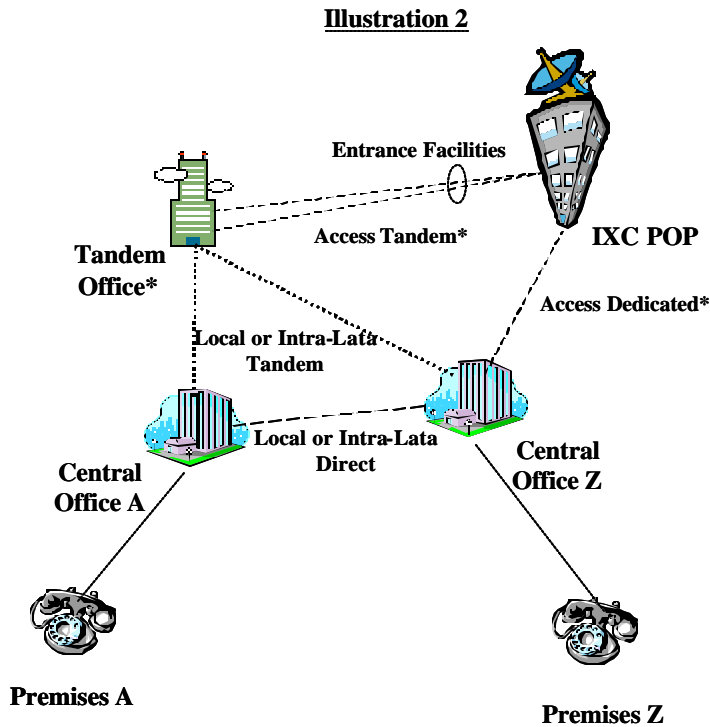 Illustration 2
Entrance Facilities
Access Tandem*
IXC POP
Tandem
Office*
Access Dedicated*
Local or Intra-Lata
Tandem
Local or Intra-Lata
Direct
Central
Office A
Central
Office Z
Premises A
Premises Z